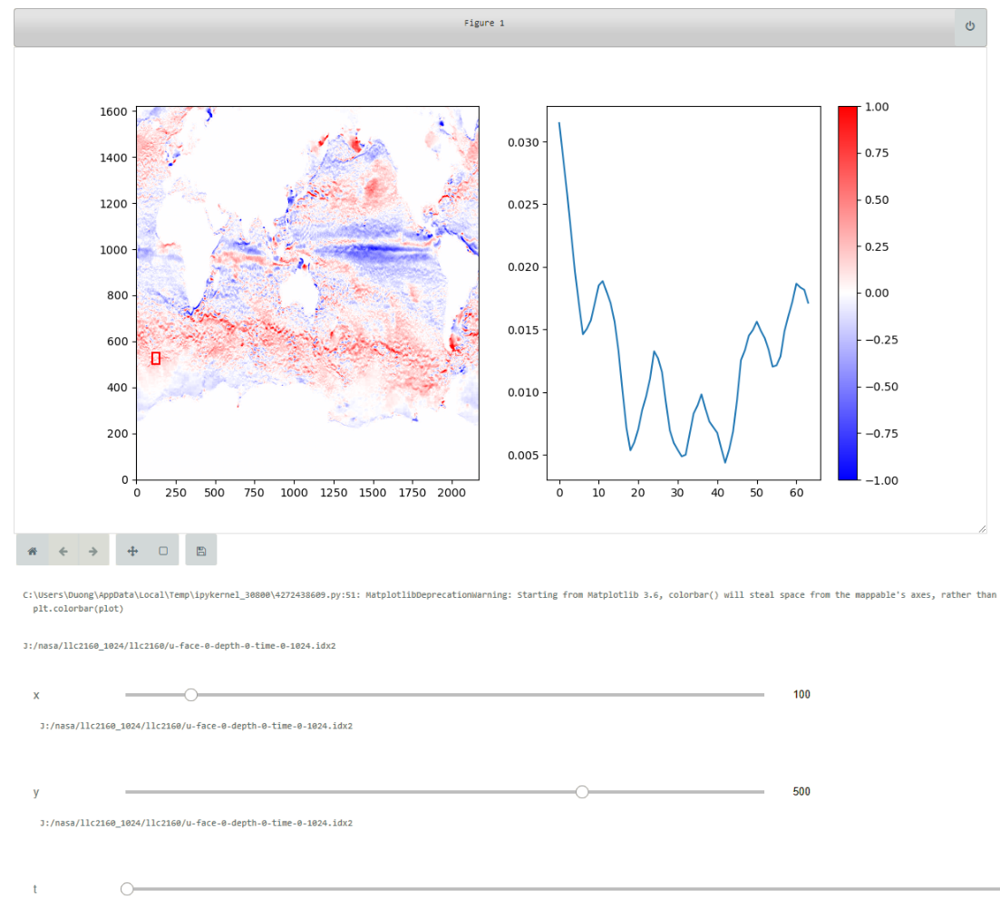 Figure 1
1600
1400
1200
1000
800
600
400
200
0
0 250 500 750 1000 1250 1500 1750 2000
0.030
0.025
0.020
0.015
0.010
0.005
0 10 20 30 40 50 60
1.00
0.75
0.50
0.25
0.00
−0.25
−0.50
−0.75
−1.00
C:\Users\Duong\AppData\Local\Temp\ipykernel_30800\4272438609.py:51: MatplotlibDeprecationWarning: Starting from Matplotlib 3.6, colorbar() will steal space from the mappable's axes, rather than
plt.colorbar(plot)
J:/nasa/llc2160_1024/llc2160/u-face-0-depth-0-time-0-1024.idx2
x 100
J:/nasa/llc2160_1024/llc2160/u-face-0-depth-0-time-0-1024.idx2
y 500
J:/nasa/llc2160_1024/llc2160/u-face-0-depth-0-time-0-1024.idx2
t